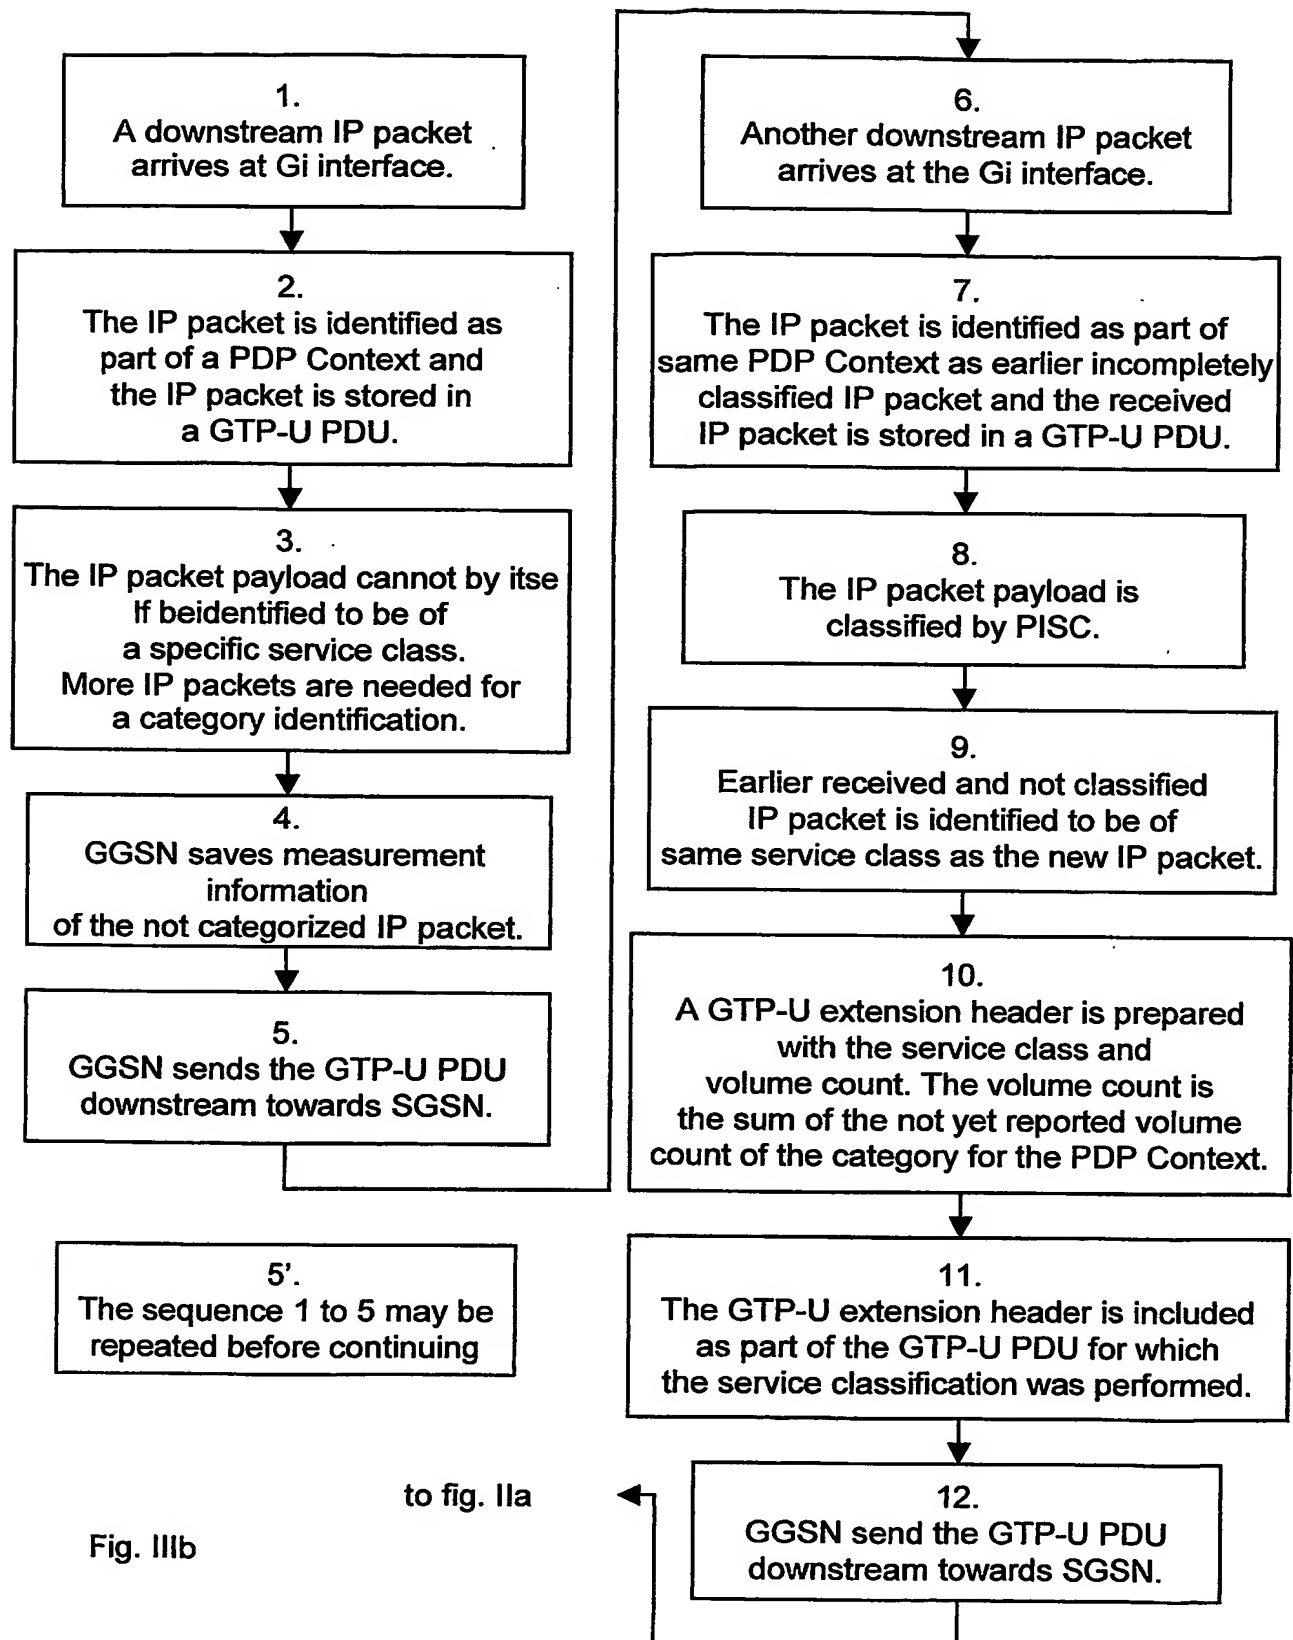 1.
A downstream IP packet
arrives at Gi interface.
2.
The IP packet is identified as
part of a PDP Context and
the IP packet is stored in
a GTP-U PDU.
3.
The IP packet payload cannot by itse
lf beidentified to be of
a specific service class.
More IP packets are needed for
a category identification.
4.
GGSN saves measurement
information
of the not categorized IP packet.
5.
GGSN sends the GTP-U PDU
downstream towards SGSN.
5'.
The sequence 1 to 5 may be
repeated before continuing
6.
Another downstream IP packet
arrives at the Gi interface.
7.
The IP packet is identified as part of
same PDP Context as earlier incompletely
classified IP packet and the received
IP packet is stored in a GTP-U PDU.
8.
The IP packet payload is
classified by PISC.
9.
Earlier received and not classified
IP packet is identified to be of
same service class as the new IP packet.
10.
A GTP-U extension header is prepared
with the service class and
volume count. The volume count is
the sum of the not yet reported volume
count of the category for the PDP Context.
11.
The GTP-U extension header is included
as part of the GTP-U PDU for which
the service classification was performed.
12.
GGSN send the GTP-U PDU
downstream towards SGSN.
to fig. IIa
Fig. IIIb